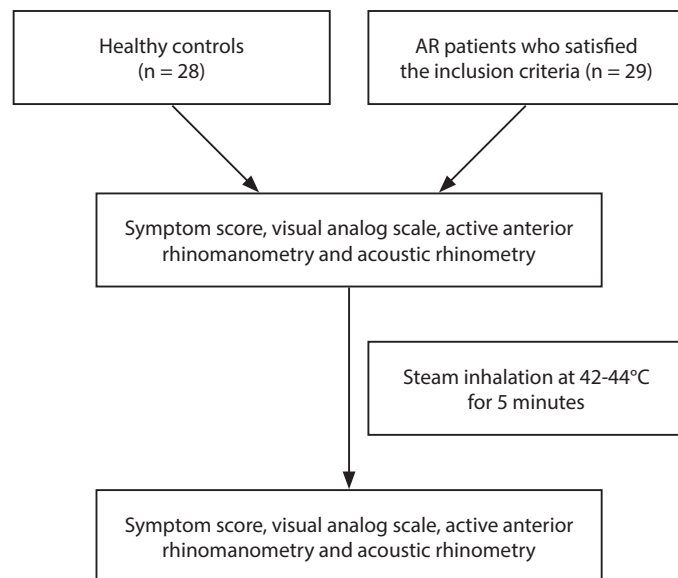 Healthy controls
(n = 28)
AR patients who satisfied
the inclusion criteria (n = 29)
Symptom score, visual analog scale, active anterior
rhinomanometry and acoustic rhinometry
Steam inhalation at 42-44°C
for 5 minutes
Symptom score, visual analog scale, active anterior
rhinomanometry and acoustic rhinometry